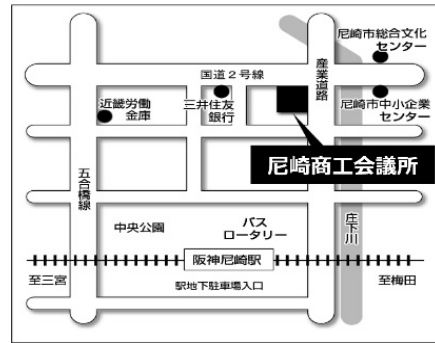 尼崎市総合文化
センター
国道2号線
産業道路
近畿労働
金庫
三井住友
銀行
尼崎市中小企業
センター
尼崎商工会議所
五合橋線
中央公園
バス
ロータリー
庄下川
阪神尼崎駅
至三宮
至梅田
駅地下駐車場入口